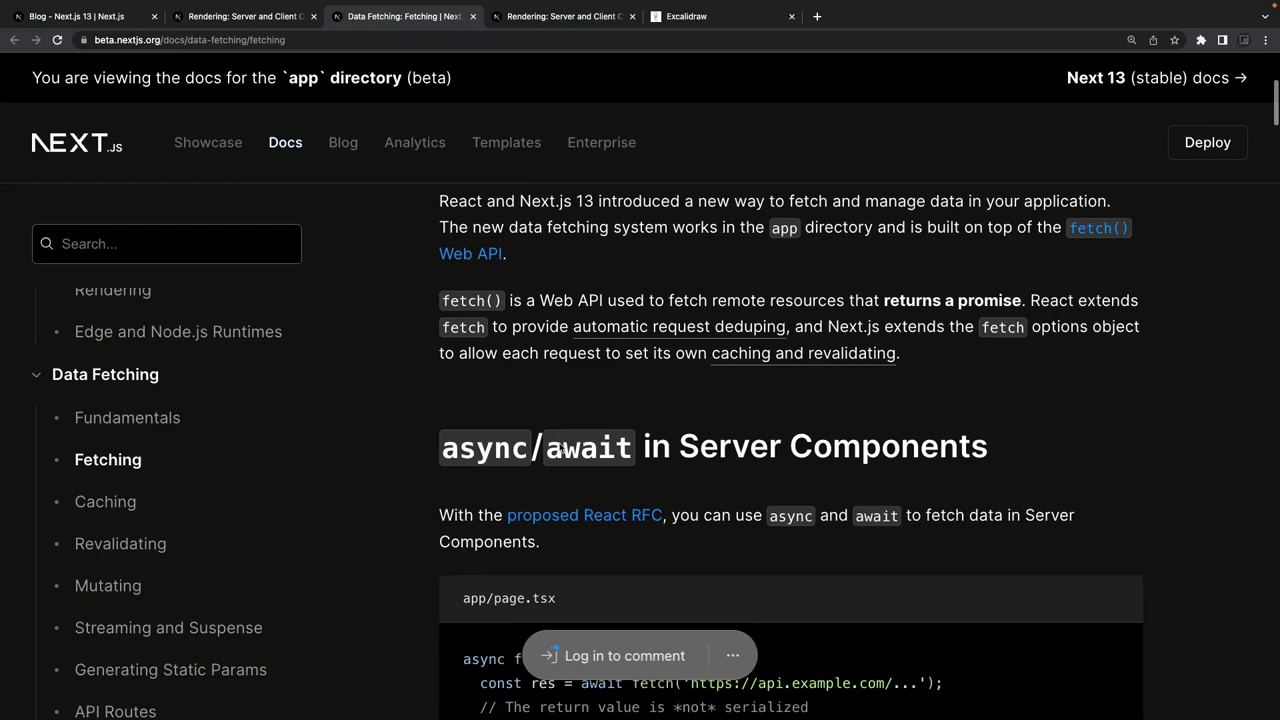 Blog - Next.js 13 | Next.js
Rendering: Server and Client C
Data Fetching: Fetching | Next.
Rendering: Server and Client C
Excalidraw
beta.nextjs.org/docs/data-fetching/fetching
You are viewing the docs for the `app` directory (beta)
Next 13 (stable) docs →
NEXT.JS
Showcase
Docs
Blog
Analytics
Templates
Enterprise
Deploy
Search...
Rendering
Edge and Node.js Runtimes
Data Fetching
Fundamentals
Fetching
Caching
Revalidating
Mutating
Streaming and Suspense
Generating Static Params
API Routes
React and Next.js 13 introduced a new way to fetch and manage data in your application.
The new data fetching system works in the app directory and is built on top of the fetch()
Web API.
fetch() is a Web API used to fetch remote resources that returns a promise. React extends
fetch to provide automatic request deduping, and Next.js extends the fetch options object
to allow each request to set its own caching and revalidating.
async/await in Server Components
With the proposed React RFC, you can use async and await to fetch data in Server
Components.
app/page.tsx
async f
const res = await fetch('https://api.example.com/...');
// The return value is *not* serialized
Log in to comment